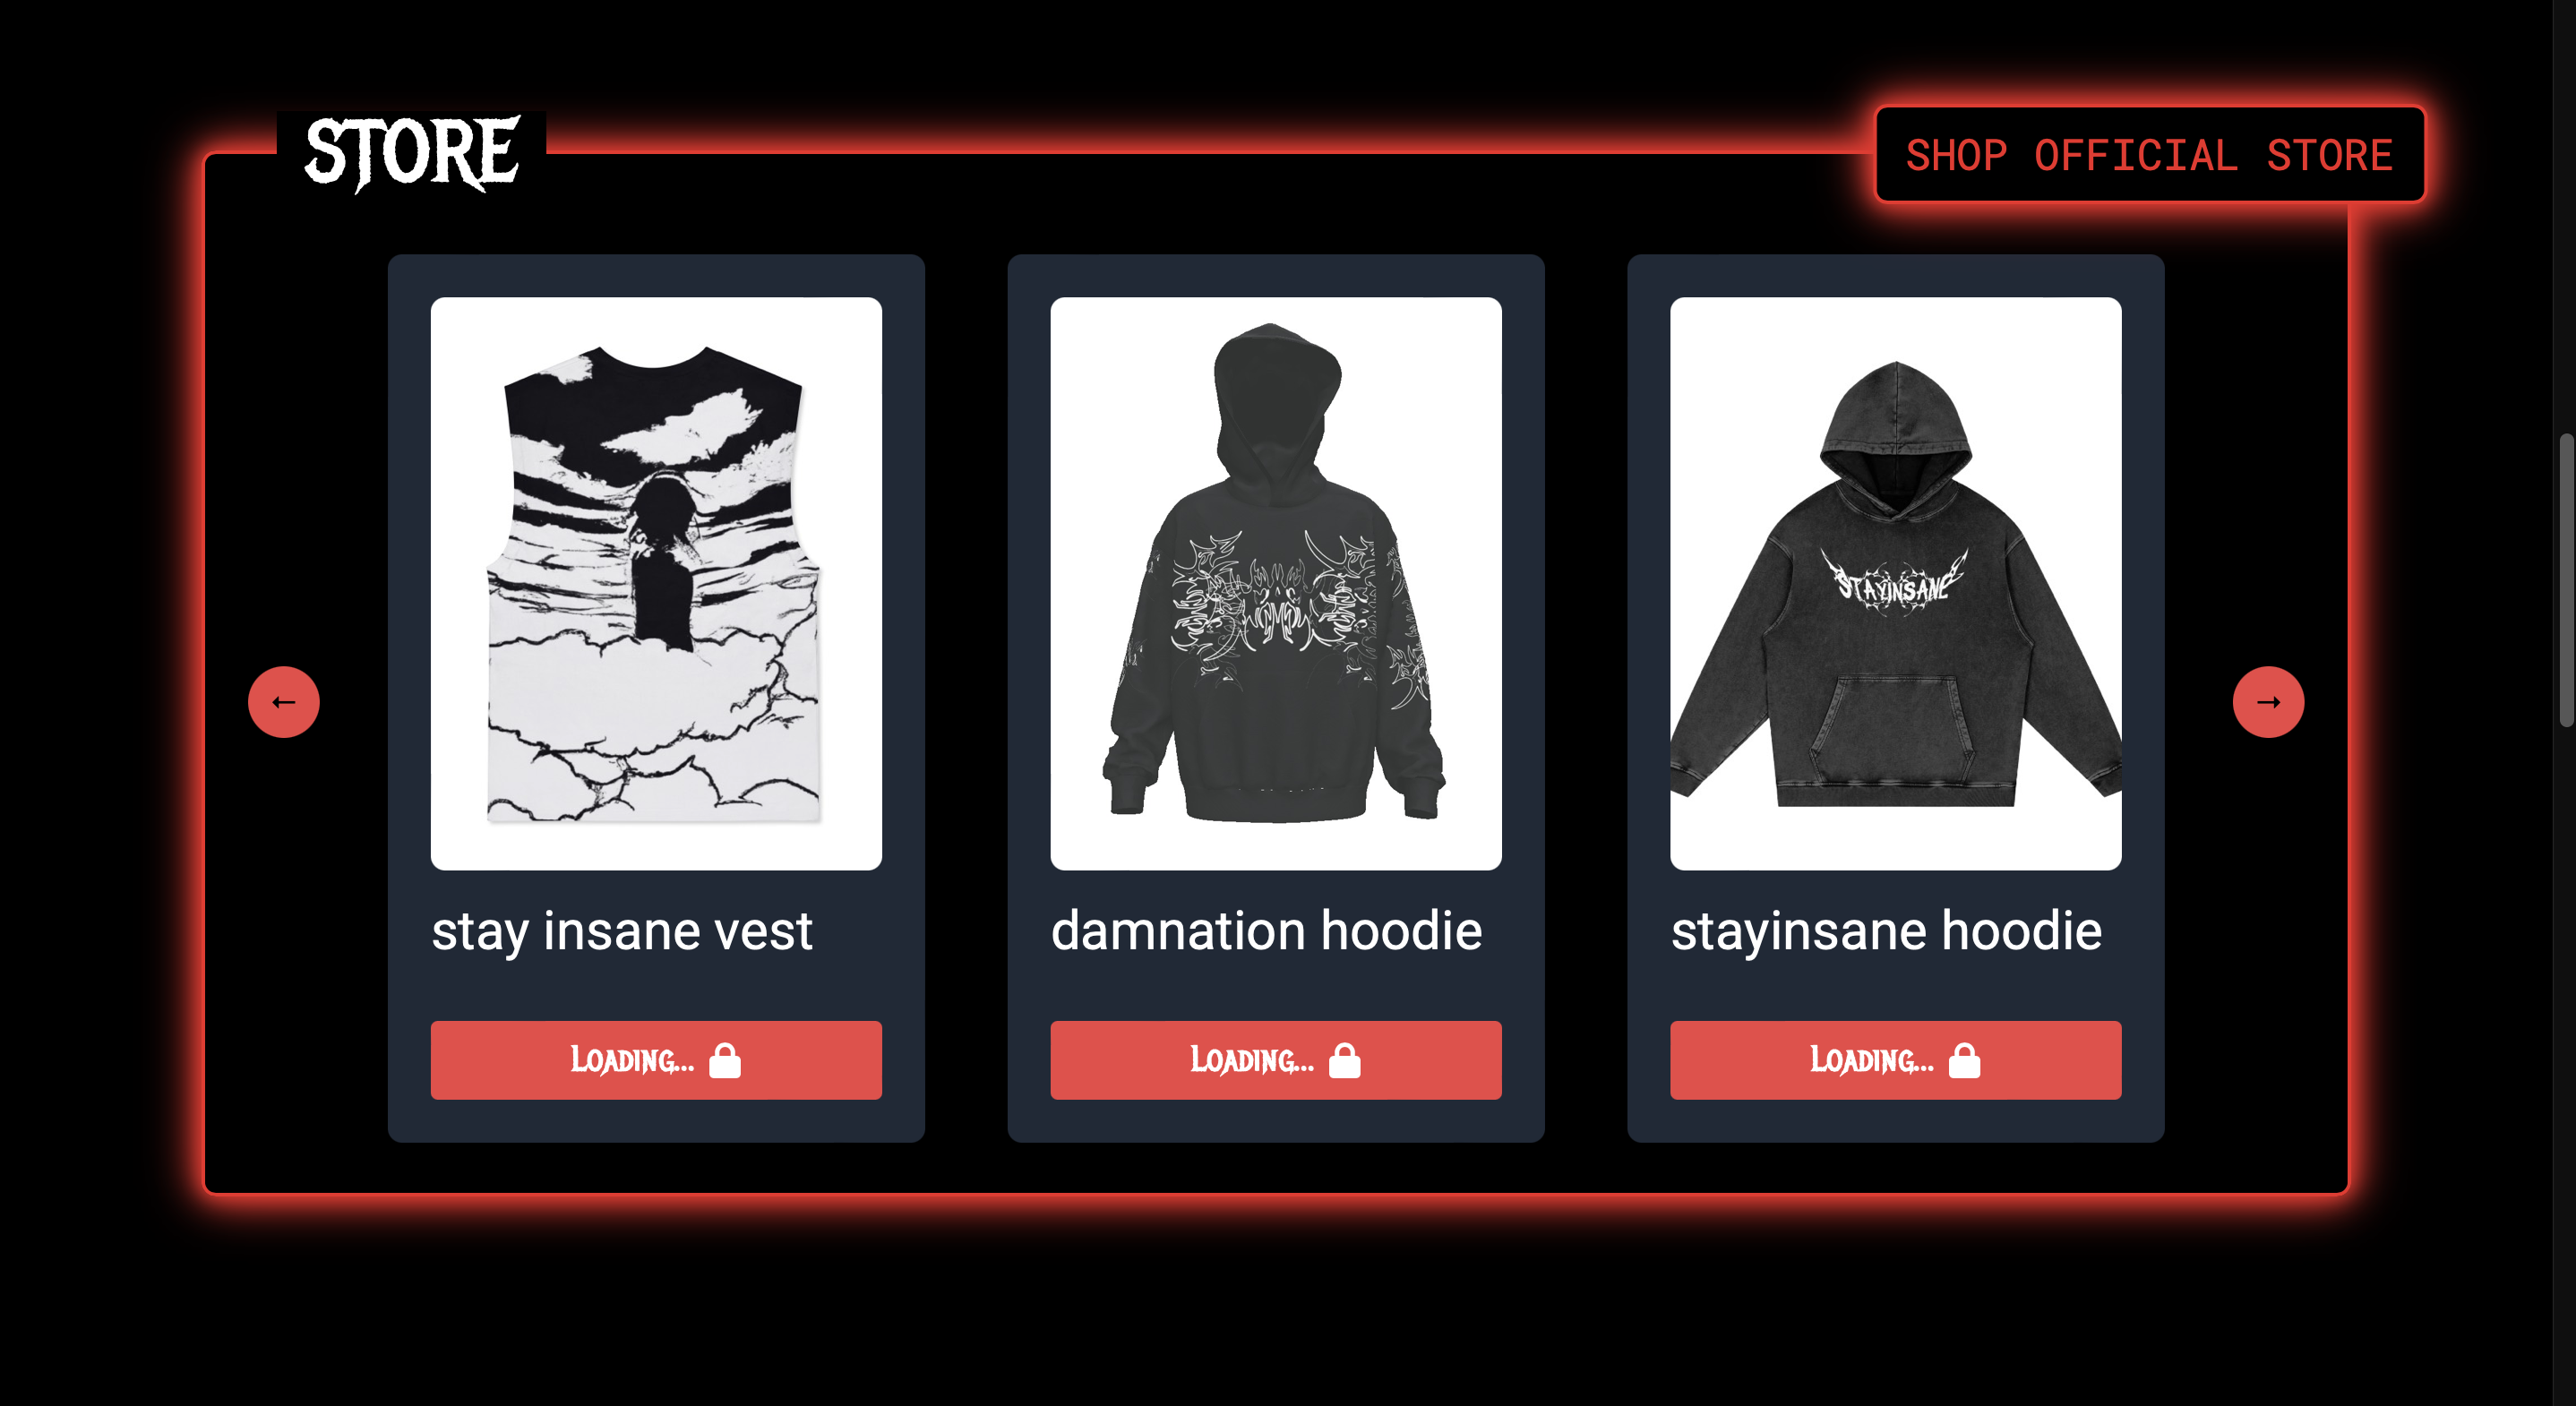 STORE
SHOP OFFICIAL STORE
STAYINSANE
stay insane vest
damnation hoodie
stayinsane hoodie
LOADING...
LOADING...
LOADING...